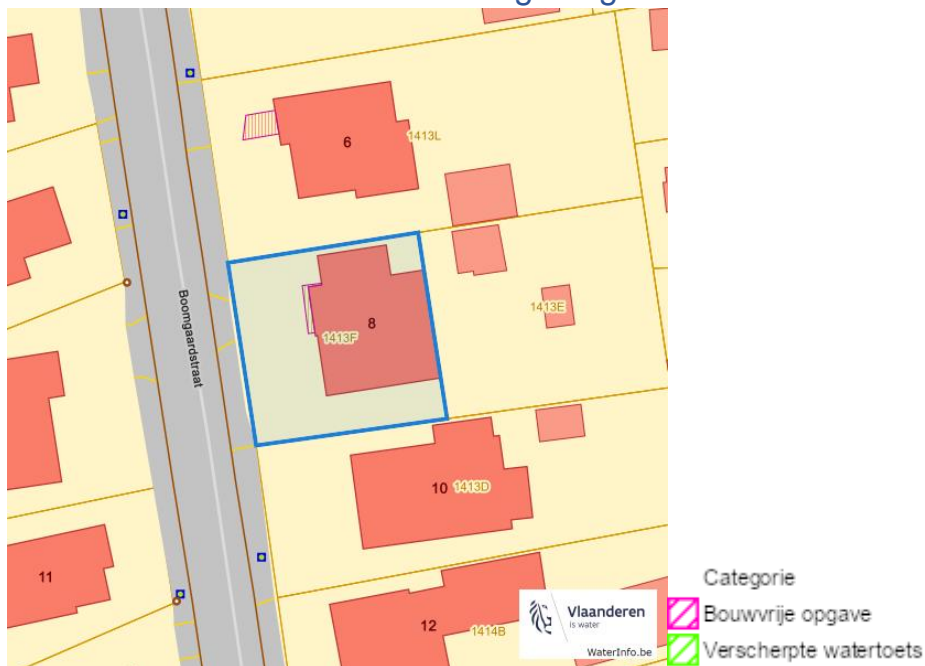 6
1413L
Boomgaardstraat
8
1413F
1413E
10
1413D
11
12
1414B
Vlaanderen
is water
WaterInfo.be
Categorie
Bouwvrije opgave
Verscherpte watertoets